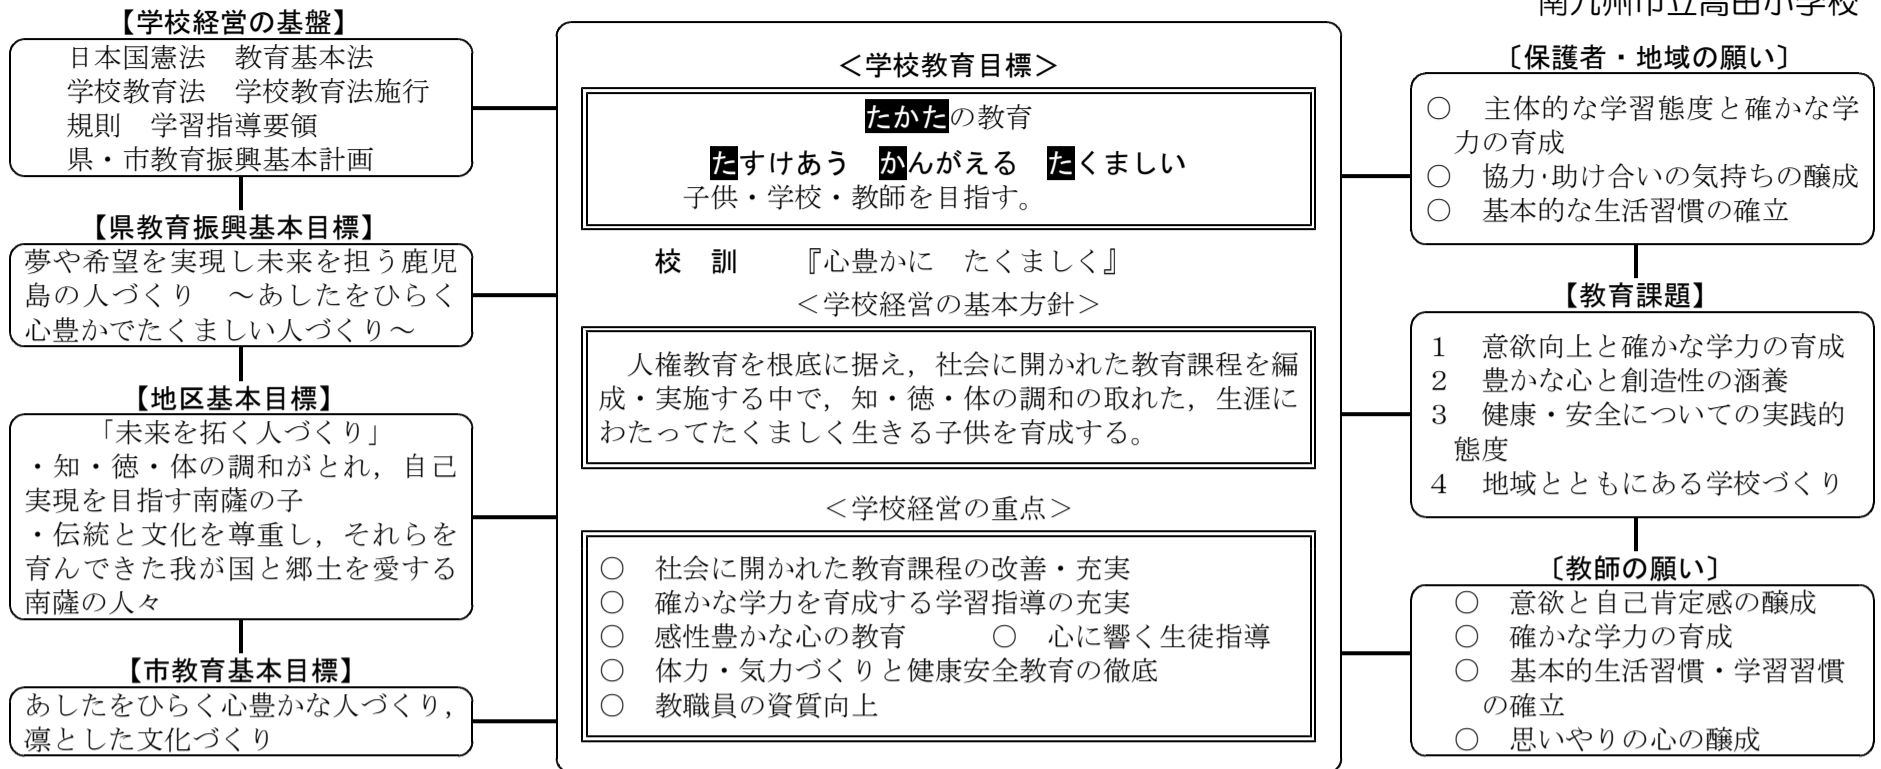 南九州市立高田小学校
【学校経営の基盤】
日本国憲法　教育基本法
学校教育法　学校教育法施行
規則　学習指導要領
県・市教育振興基本計画
【県教育振興基本目標】
夢や希望を実現し未来を担う鹿児
島の人づくり　～あしたをひらく
心豊かでたくましい人づくり～
【地区基本目標】
「未来を拓く人づくり」
・知・徳・体の調和がとれ，自己
実現を目指す南薩の子
・伝統と文化を尊重し，それらを
育んできた我が国と郷土を愛する
南薩の人々
【市教育基本目標】
あしたをひらく心豊かな人づくり，
凛とした文化づくり
＜学校教育目標＞
たかたの教育
たすけあう　かんがえる　たくましい
子供・学校・教師を目指す。
校　訓　　『心豊かに　たくましく』
＜学校経営の基本方針＞
人権教育を根底に据え，社会に開かれた教育課程を編
成・実施する中で，知・徳・体の調和の取れた，生涯に
わたってたくましく生きる子供を育成する。
＜学校経営の重点＞
○　社会に開かれた教育課程の改善・充実
○　確かな学力を育成する学習指導の充実
○　感性豊かな心の教育　　　○　心に響く生徒指導
○　体力・気力づくりと健康安全教育の徹底
○　教職員の資質向上
〔保護者・地域の願い〕
○　主体的な学習態度と確かな学
力の育成
○　協力・助け合いの気持ちの醸成
○　基本的な生活習慣の確立
【教育課題】
１　意欲向上と確かな学力の育成
２　豊かな心と創造性の涵養
３　健康・安全についての実践的
態度
４　地域とともにある学校づくり
〔教師の願い〕
○　意欲と自己肯定感の醸成
○　確かな学力の育成
○　基本的生活習慣・学習習慣
の確立
○　思いやりの心の醸成